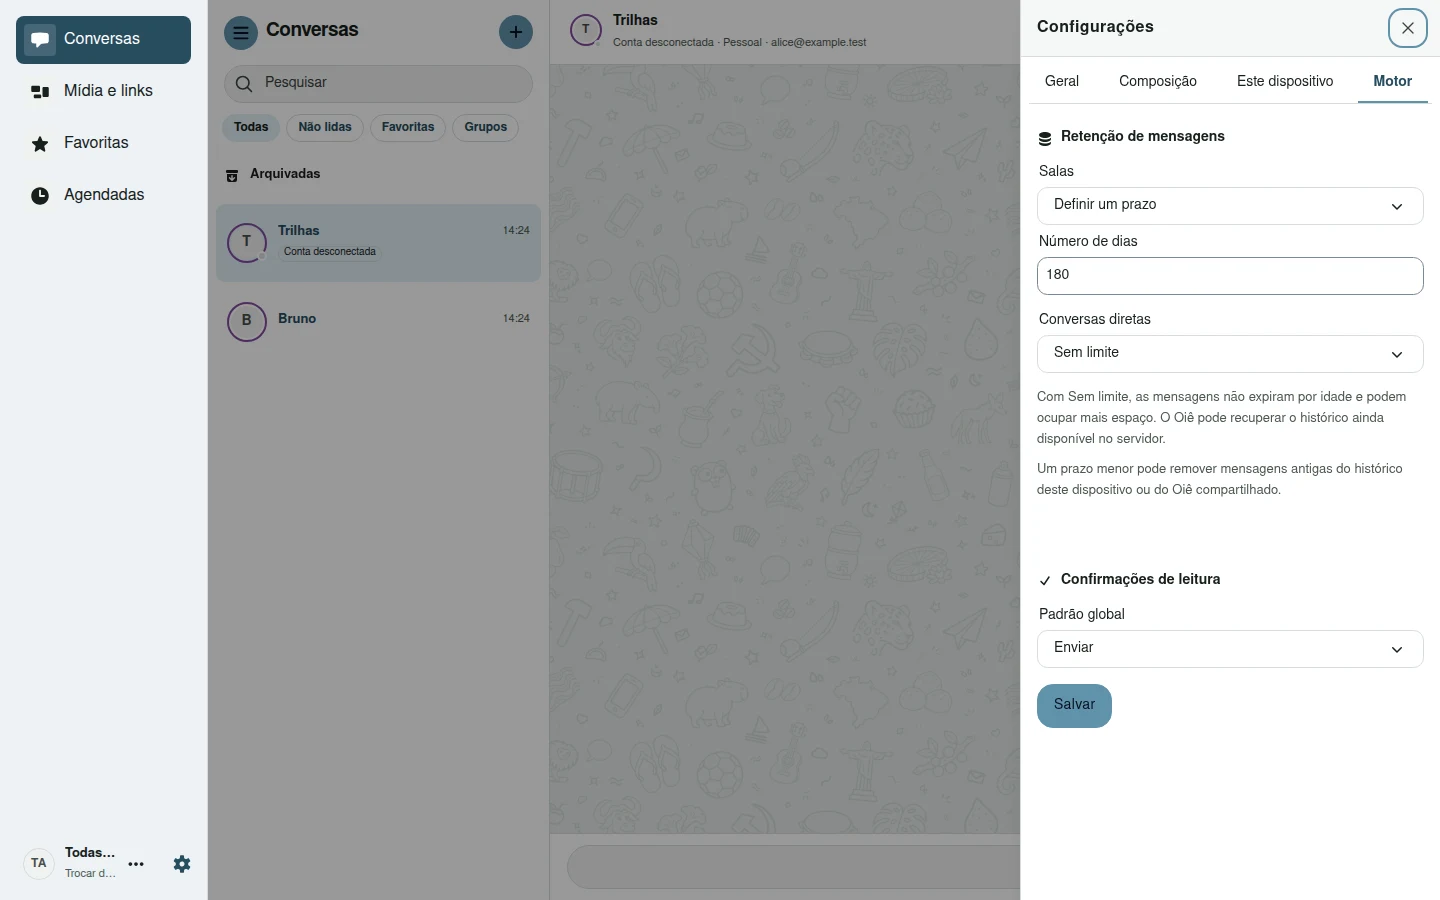 Conversas
Mídia e links
Favoritas
Agendadas
TA
Todas...
Trocar d...
Conversas
Pesquisar
Todas
Não lidas
Favoritas
Grupos
Arquivadas
T
Trilhas
14:24
Conta desconectada
B
Bruno
14:24
T
Trilhas
Conta desconectada · Pessoal · alice@example.test
Configurações
Geral
Composição
Este dispositivo
Motor
Retenção de mensagens
Salas
Definir um prazo
Número de dias
180
Conversas diretas
Sem limite
Com Sem limite, as mensagens não expiram por idade e podem
ocupar mais espaço. O Oiê pode recuperar o histórico ainda
disponível no servidor.
Um prazo menor pode remover mensagens antigas do histórico
deste dispositivo ou do Oiê compartilhado.
Confirmações de leitura
Padrão global
Enviar
Salvar